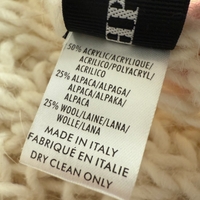 50% ACRYLIC/ACRYLIQUE/
ACRILICO/POLYACRYL/
ACRILICO
25% ALPACA/ALPAGA/
ALPACA/ALPAKA/
ALPACA
25% WOOL/LAINE/LANA/
WOLLE/LANA
MADE IN ITALY
FABRIQUÉ EN ITALIE
DRY CLEAN ONLY